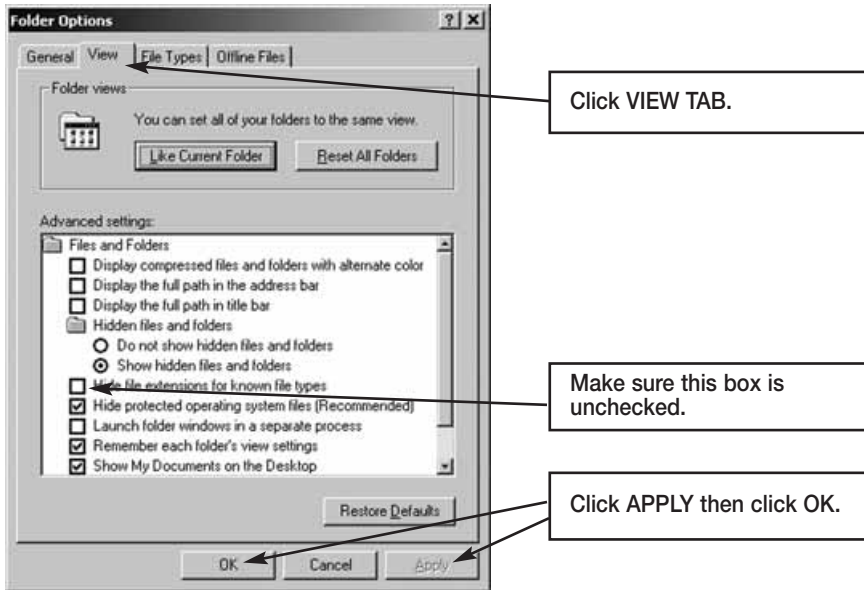 Folder Options
General View File Types Offline Files
Folder views
You can set all of your folders to the same view.
Like Current Folder Reset All Folders
Advanced settings:
Files and Folders
Display compressed files and folders with alternate color
Display the full path in the address bar
Display the full path in title bar
Hidden files and folders
Do not show hidden files and folders
Show hidden files and folders
Hide file extensions for known file types
Hide protected operating system files (Recommended)
Launch folder windows in a separate process
Remember each folder's view settings
Show My Documents on the Desktop
Restore Defaults
OK Cancel Apply
Click VIEW TAB.
Make sure this box is
unchecked.
Click APPLY then click OK.